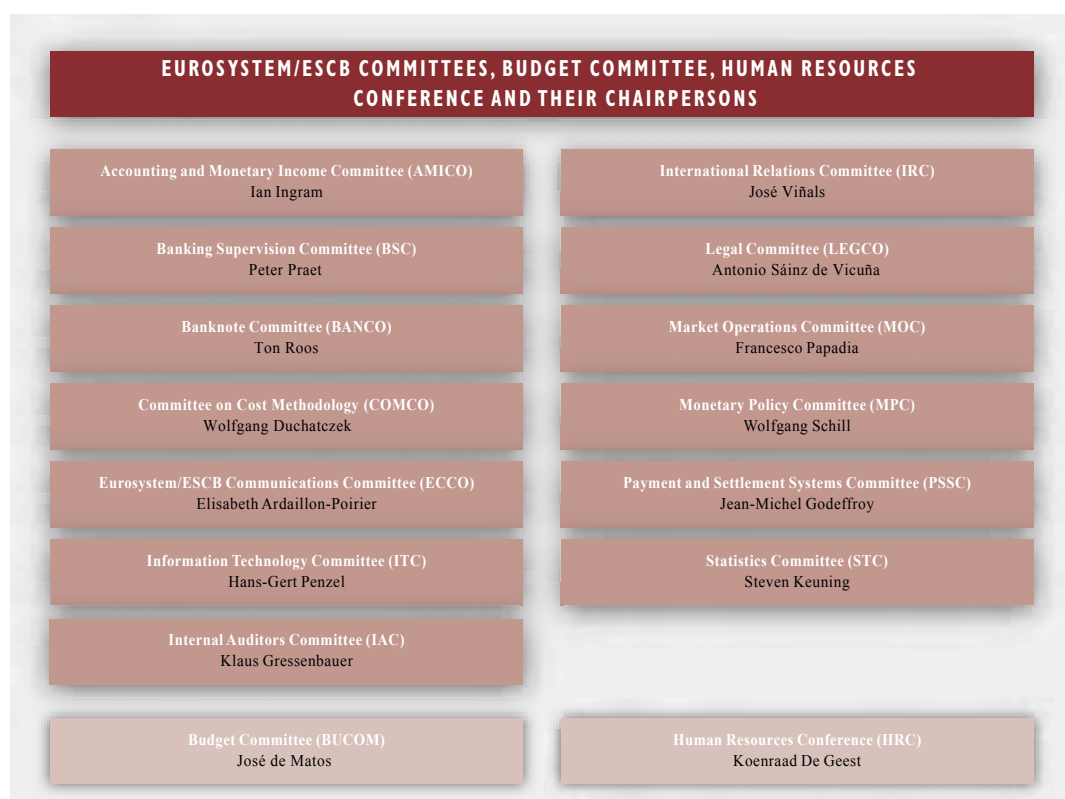 EUROSYSTEM/ESCB COMMITTEES, BUDGET COMMITTEE, HUMAN RESOURCES
CONFERENCE AND THEIR CHAIRPERSONS
Accounting and Monetary Income Committee (AMICO)
Ian Ingram
Banking Supervision Committee (BSC)
Peter Praet
Banknote Committee (BANCO)
Ton Roos
Committee on Cost Methodology (COMCO)
Wolfgang Duchatczek
Eurosystem/ESCB Communications Committee (ECCO)
Elisabeth Ardaillon-Poirier
Information Technology Committee (ITC)
Hans-Gert Penzel
Internal Auditors Committee (IAC)
Klaus Gressenbauer
International Relations Committee (IRC)
José Viñals
Legal Committee (LEGCO)
Antonio Sáinz de Vicuña
Market Operations Committee (MOC)
Francesco Papadia
Monetary Policy Committee (MPC)
Wolfgang Schill
Payment and Settlement Systems Committee (PSSC)
Jean-Michel Godeffroy
Statistics Committee (STC)
Steven Keuning
Budget Committee (BUCOM)
José de Matos
Human Resources Conference (HRC)
Koenraad De Geest